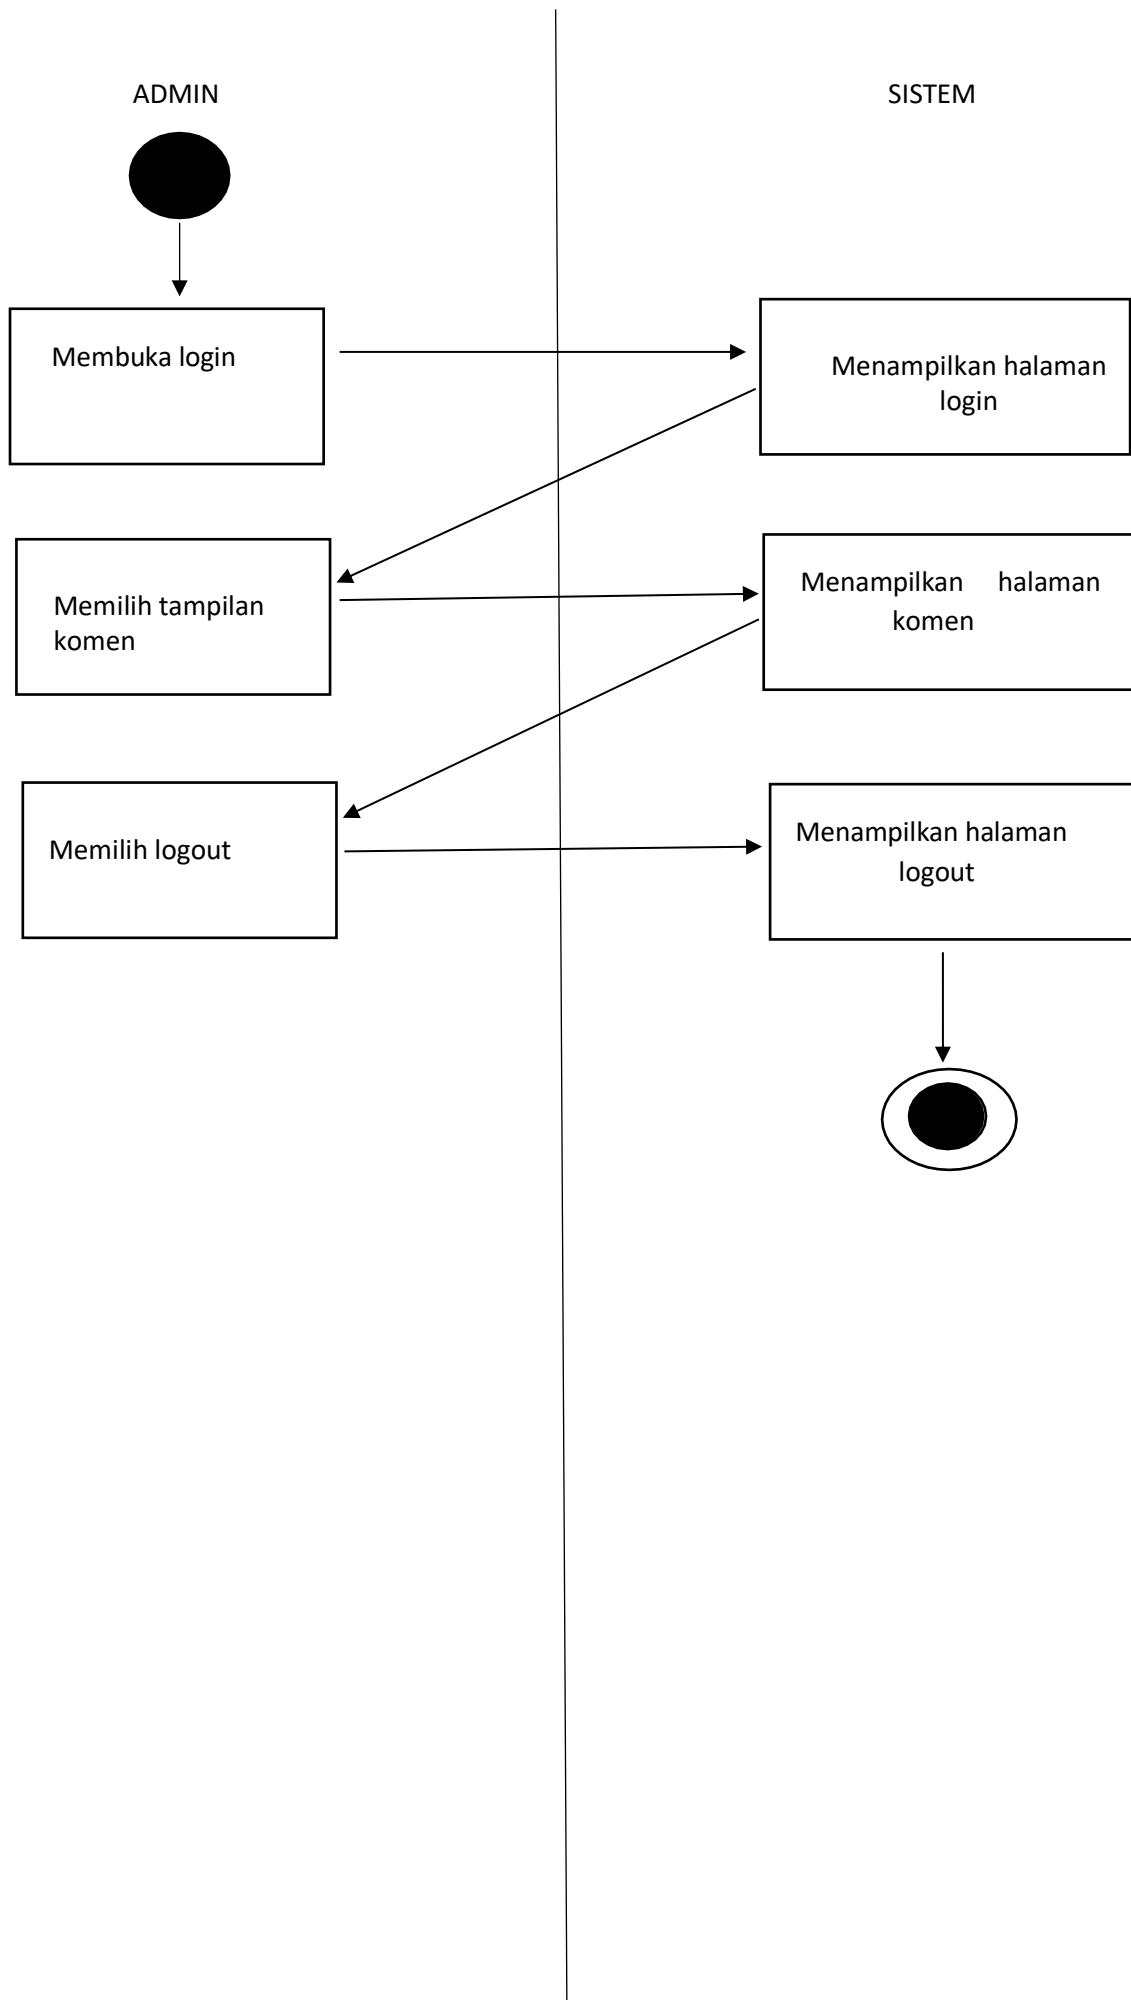 ADMIN
SISTEM
Membuka login
Menampilkan halaman
login
Memilih tampilan
komen
Menampilkan halaman
komen
Memilih logout
Menampilkan halaman
logout